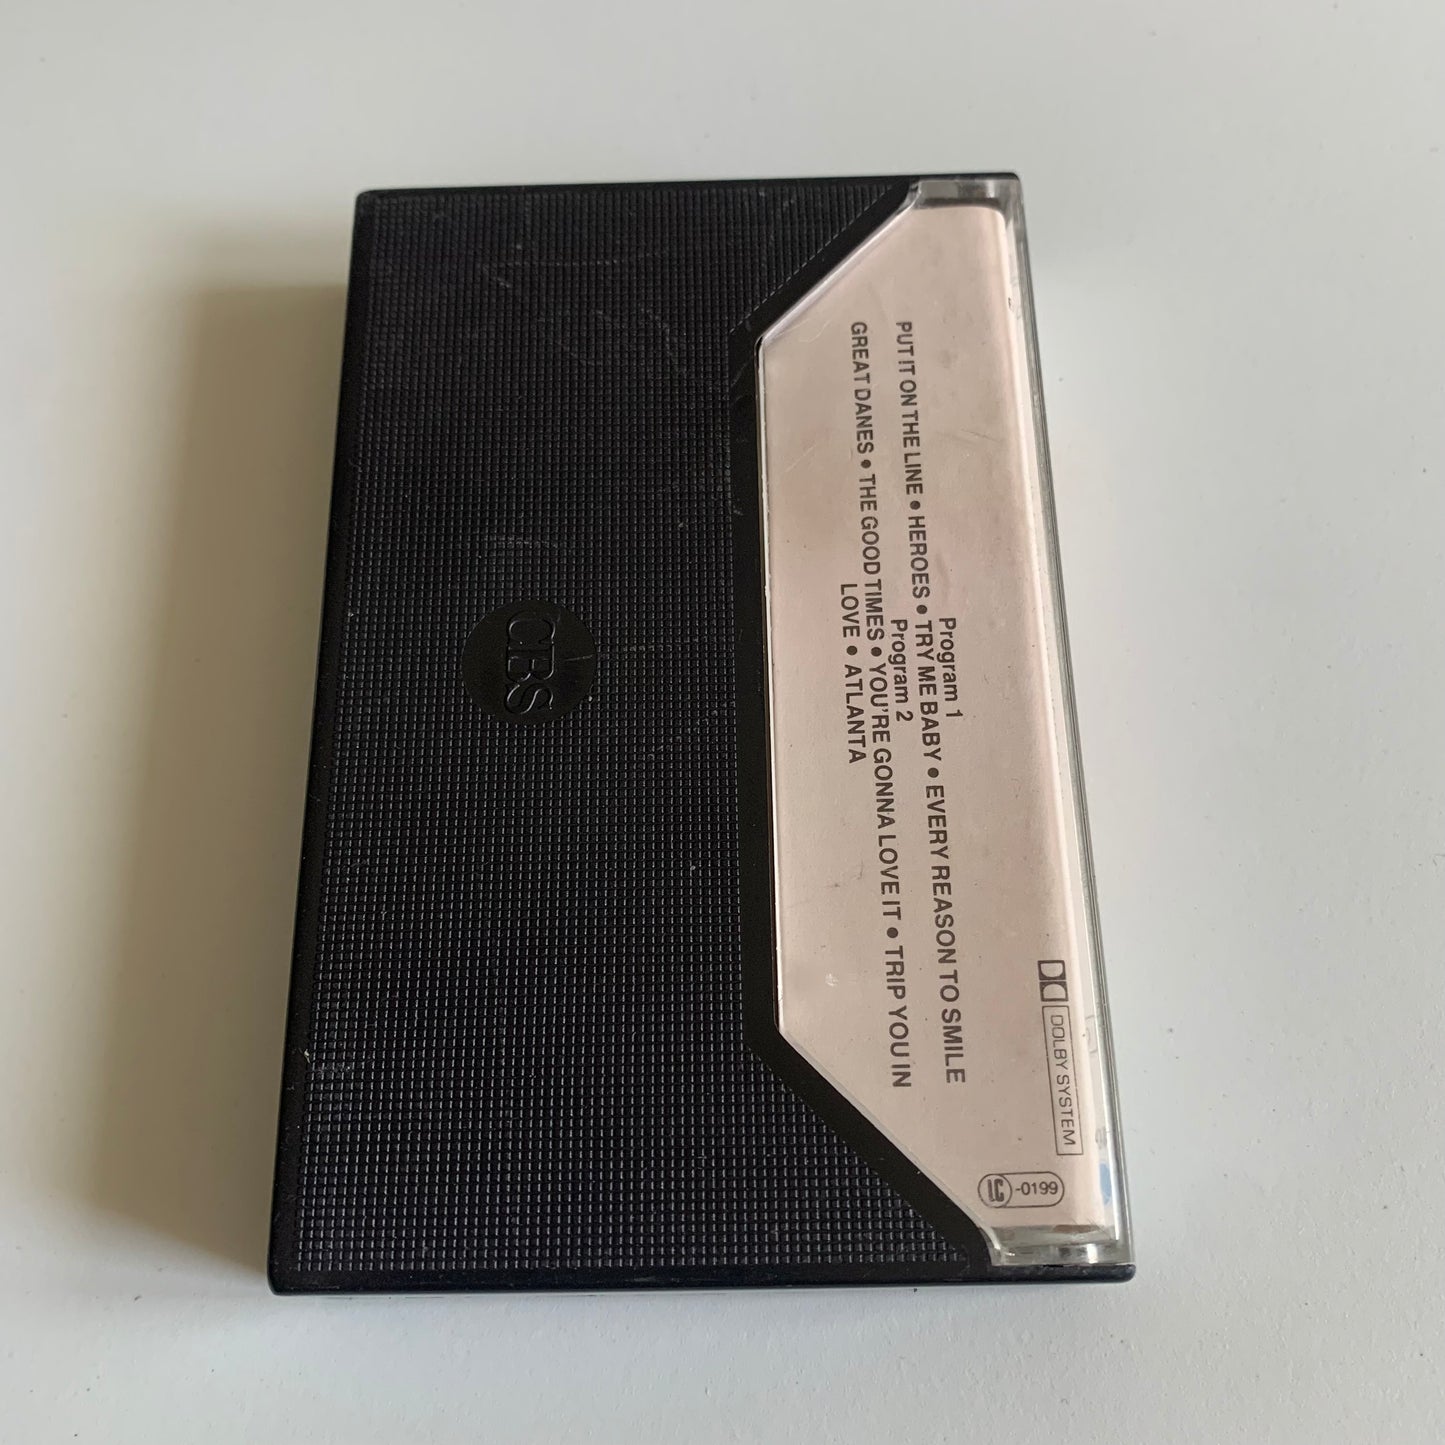 Program 1
PUT IT ON THE LINE • HEROES • TRY ME BABY • EVERY REASON TO SMILE
Program 2
GREAT DANES • THE GOOD TIMES • YOU'RE GONNA LOVE IT • TRIP YOU IN
LOVE • ATLANTA
DOLBY SYSTEM
-0199
CBS